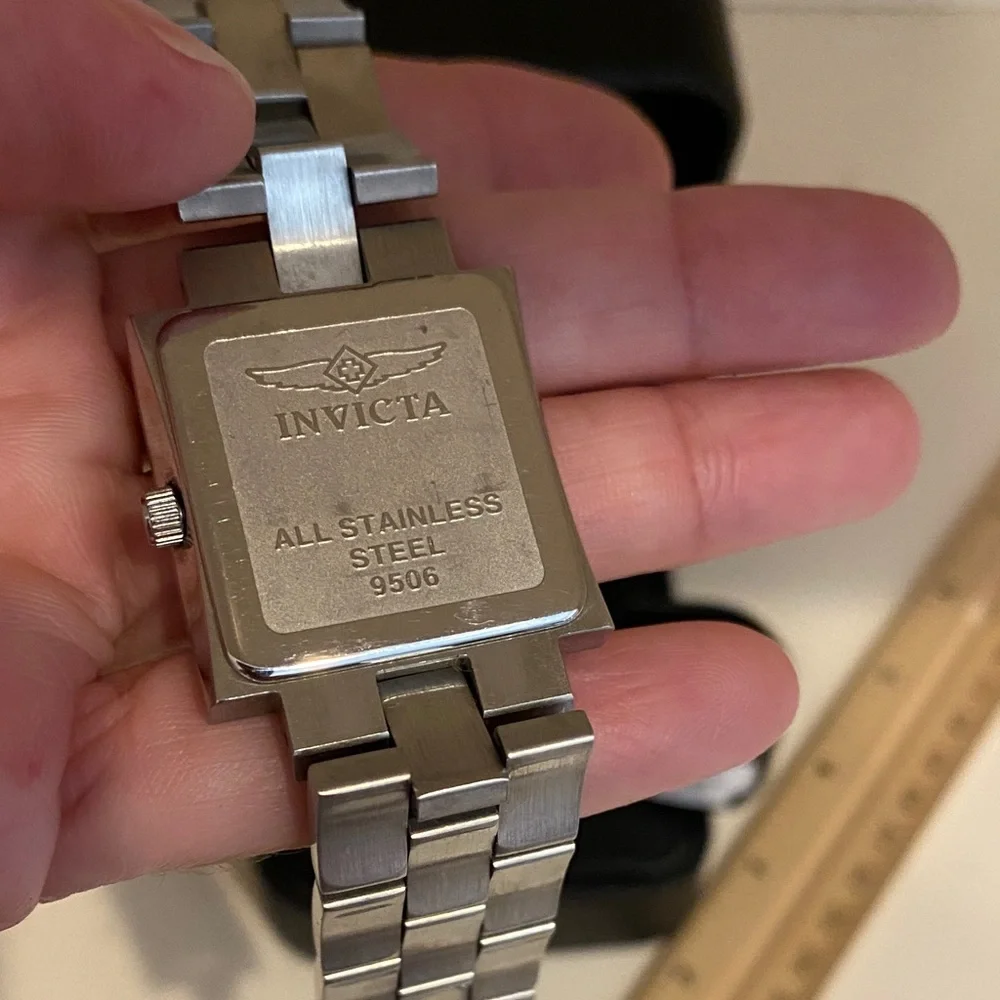 INVICTA
ALL STAINLESS
STEEL
9506